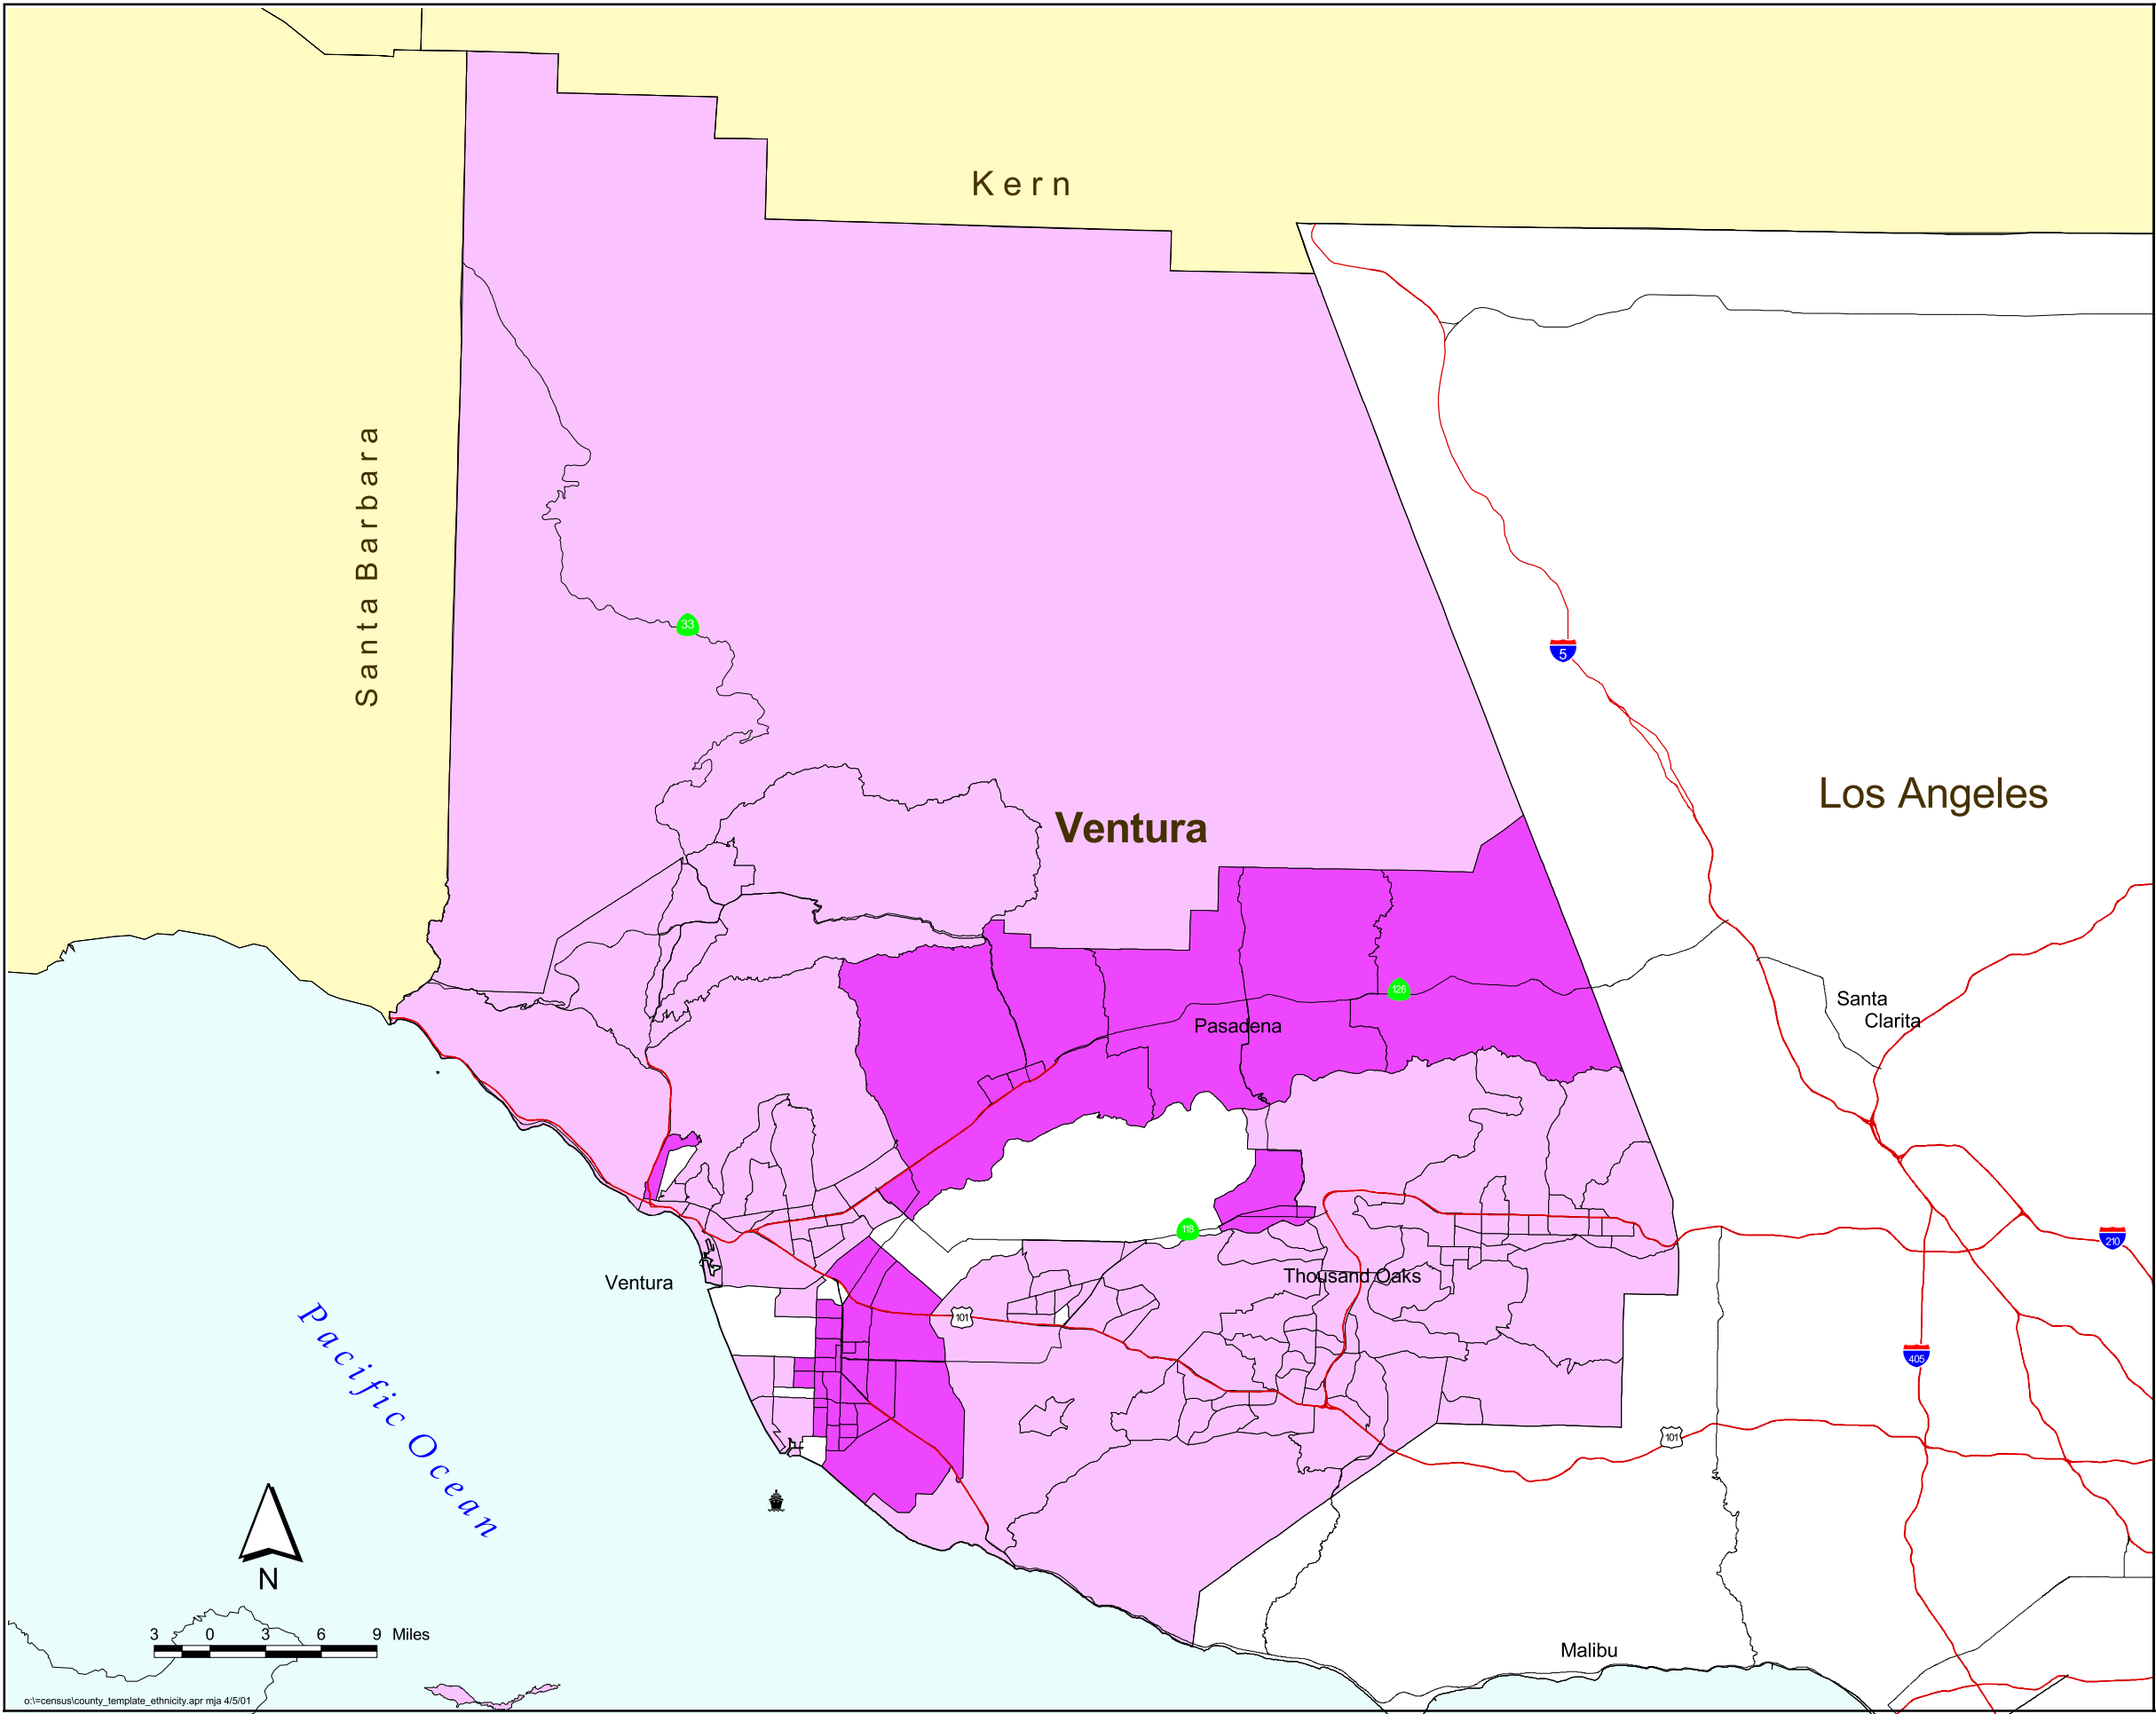 Kern
Santa Barbara
33
5
Los Angeles
Ventura
126
Santa
Clarita
Pasadena
118
210
Thousand Oaks
Ventura
101
405
Pacific Ocean
101
N
3 0 3 6 9 Miles
Malibu
o:\=census\county_template_ethnicity.apr mja 4/5/01